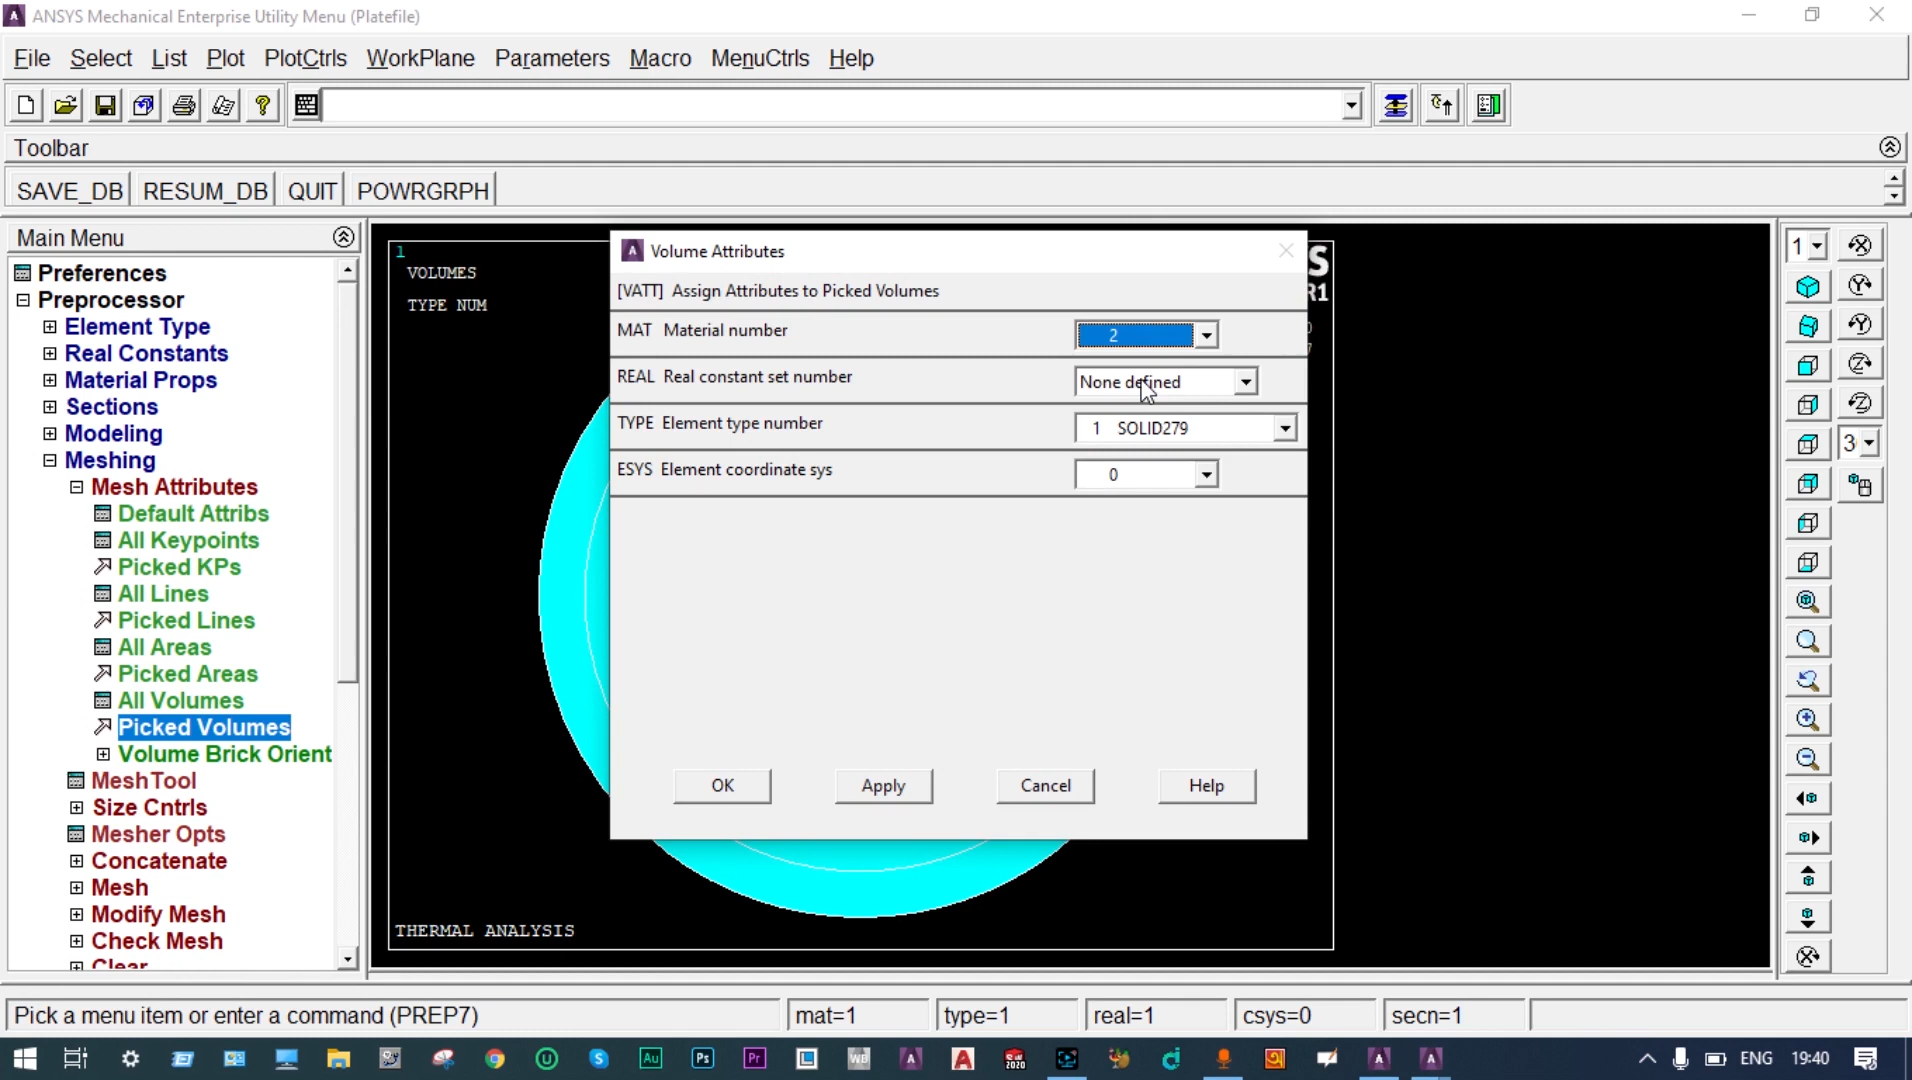 ANSYS Mechanical Enterprise Utility Menu (Platefile)
File Select List Plot PlotCtrls WorkPlane Parameters Macro MenuCtrls Help
Toolbar
SAVE_DB RESUM_DB QUIT POWRGRPH
Main Menu
Preferences
Preprocessor
Element Type
Real Constants
Material Props
Sections
Modeling
Meshing
Mesh Attributes
Default Attribs
All Keypoints
Picked KPs
All Lines
Picked Lines
All Areas
Picked Areas
All Volumes
Picked Volumes
Volume Brick Orient
MeshTool
Size Cntrls
Mesher Opts
Concatenate
Mesh
Modify Mesh
Check Mesh
Clear
1
VOLUMES
TYPE NUM
S
R1
THERMAL ANALYSIS
Volume Attributes
[VATT] Assign Attributes to Picked Volumes
MAT Material number 2
REAL Real constant set number None defined
TYPE Element type number 1 SOLID279
ESYS Element coordinate sys 0
OK Apply Cancel Help
1
3
Pick a menu item or enter a command (PREP7) mat=1 type=1 real=1 csys=0 secn=1
ENG 19:40